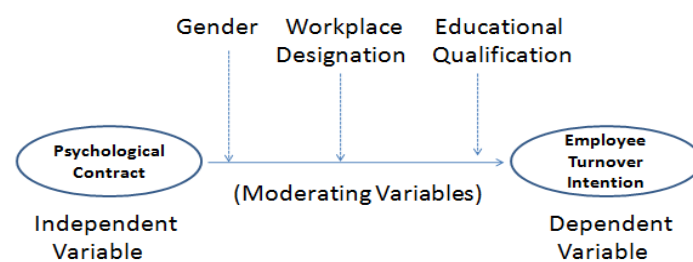 Gender
Workplace
Designation
Educational
Qualification
Psychological
Contract
Employee
Turnover
Intention
(Moderating Variables)
Independent
Variable
Dependent
Variable